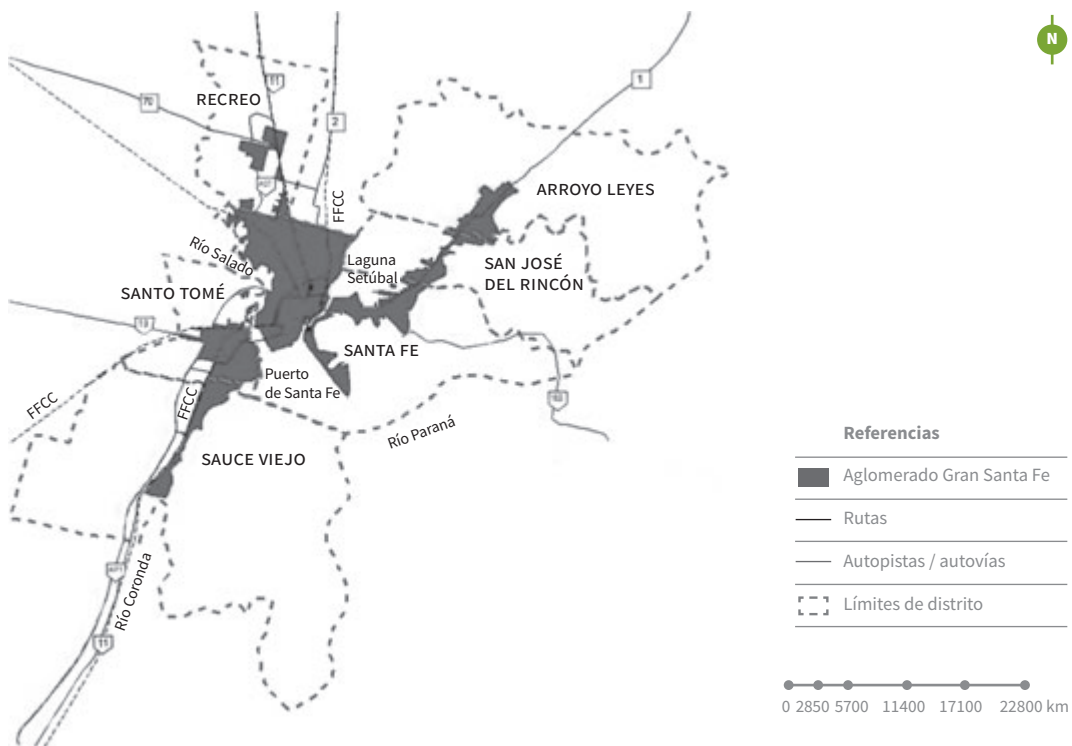 N
11
RECREO
70
2
1
FFCC
ARROYO LEYES
Río Salado
Laguna
Setúbal
SAN JOSÉ
DEL RINCÓN
SANTO TOMÉ
19
SANTA FE
Puerto
de Santa Fe
FFCC
FFCC
Río Paraná
SAUCE VIEJO
Río Coronda
11
Referencias
Aglomerado Gran Santa Fe
Rutas
Autopistas / autovías
Límites de distrito
0 2850 5700 11400 17100 22800 km